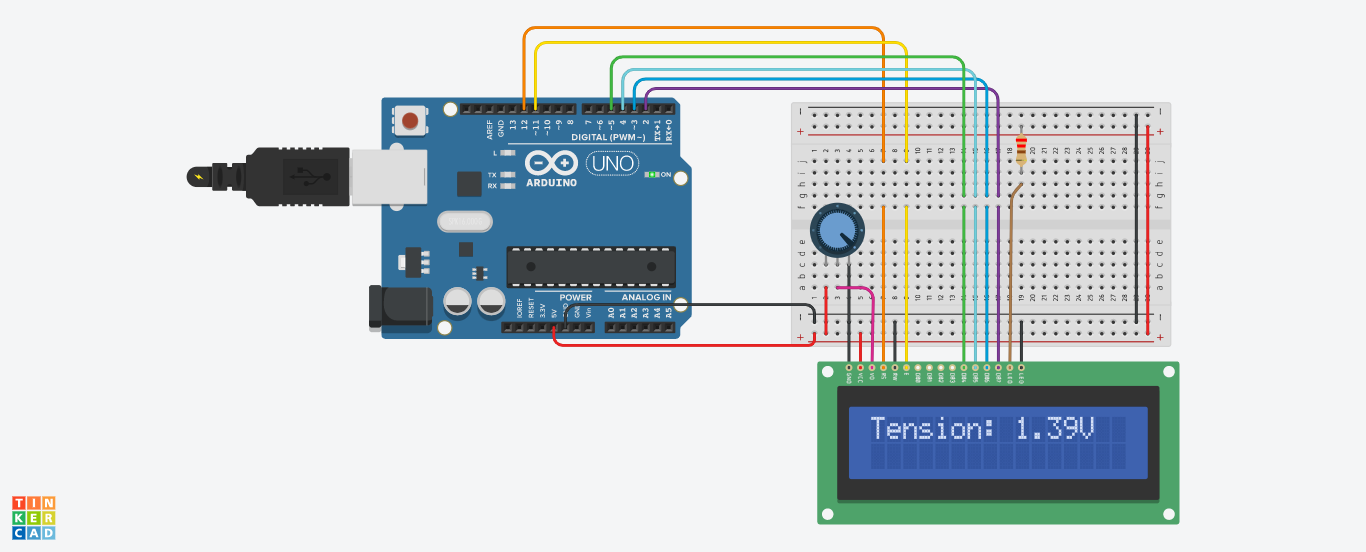 AREF
GND
13
12
~11
~10
~9
8
7
~6
~5
4
~3
2
TX→1
RX←0
DIGITAL (PWM~)
L
TX
RX
ARDUINO
UNO
ON
POWER
ANALOG IN
IOREF
RESET
3.3V
5V
GND
Vin
A0
A1
A2
A3
A4
A5
j
i
h
g
f
e
d
c
b
a
GND
VCC
VO
RS
RW
E
DB0
DB1
DB2
DB3
DB4
DB5
DB6
DB7
LED
LED
Tension: 1.39V
TIN
KER
CAD